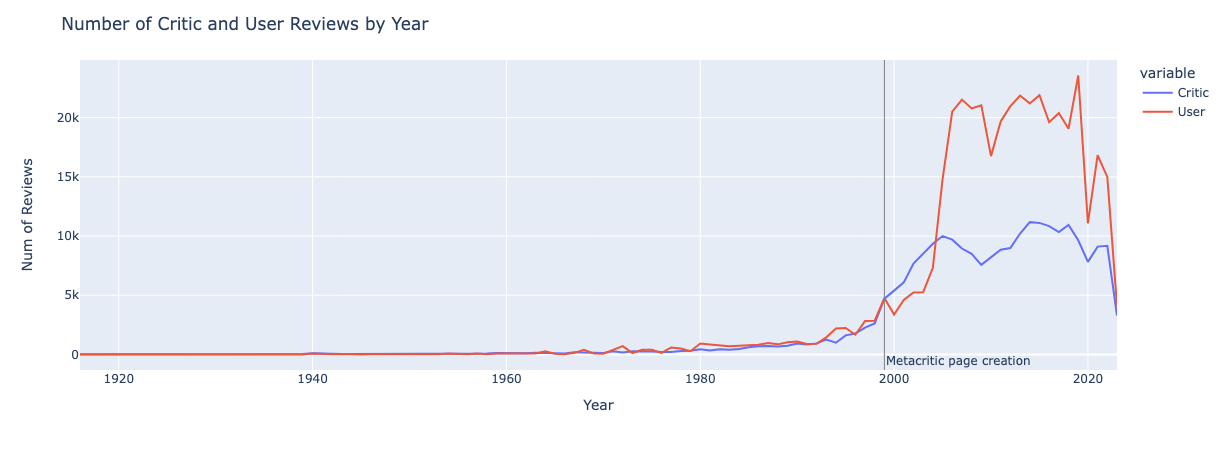 Number of Critic and User Reviews by Year
variable
Critic
User
Num of Reviews
20k
15k
10k
5k
0
Metacritic page creation
1920
1940
1960
1980
2000
2020
Year